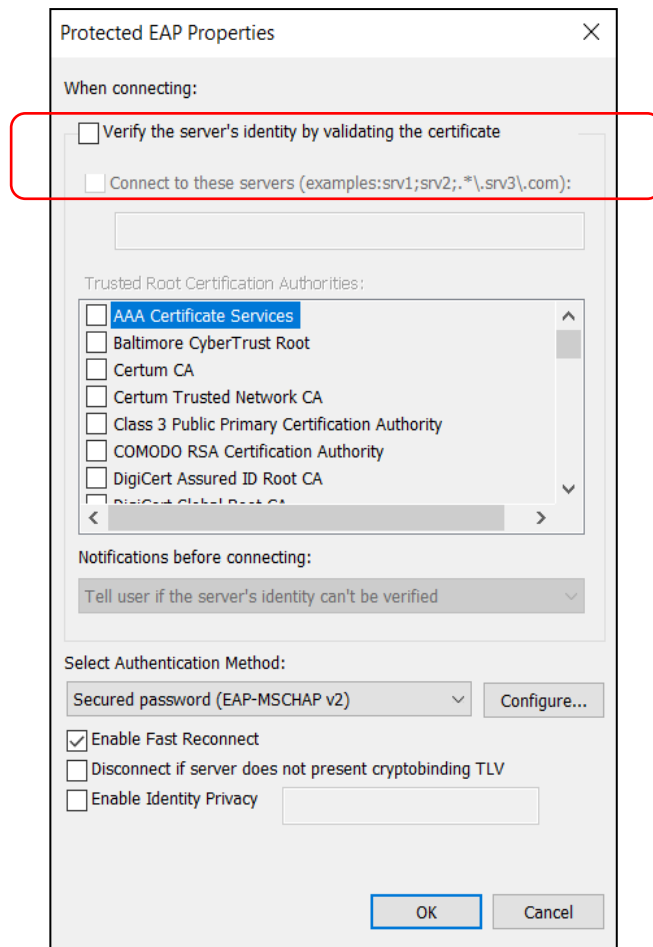 Protected EAP Properties
When connecting:
Verify the server's identity by validating the certificate
Connect to these servers (examples:srv1;srv2;.*\.srv3\.com):
Trusted Root Certification Authorities:
AAA Certificate Services
Baltimore CyberTrust Root
Certum CA
Certum Trusted Network CA
Class 3 Public Primary Certification Authority
COMODO RSA Certification Authority
DigiCert Assured ID Root CA
DigiCert Global Root CA
Notifications before connecting:
Tell user if the server's identity can't be verified
Select Authentication Method:
Secured password (EAP-MSCHAP v2)
Configure...
Enable Fast Reconnect
Disconnect if server does not present cryptobinding TLV
Enable Identity Privacy
OK
Cancel